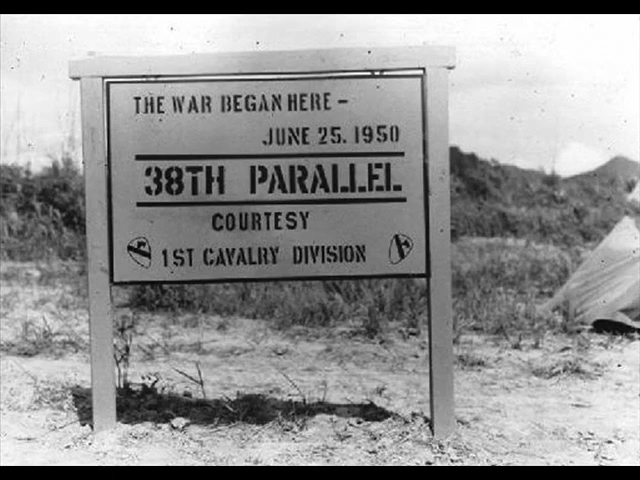 THE WAR BEGAN HERE –
JUNE 25. 1950
38TH PARALLEL
COURTESY
1ST CAVALRY DIVISION